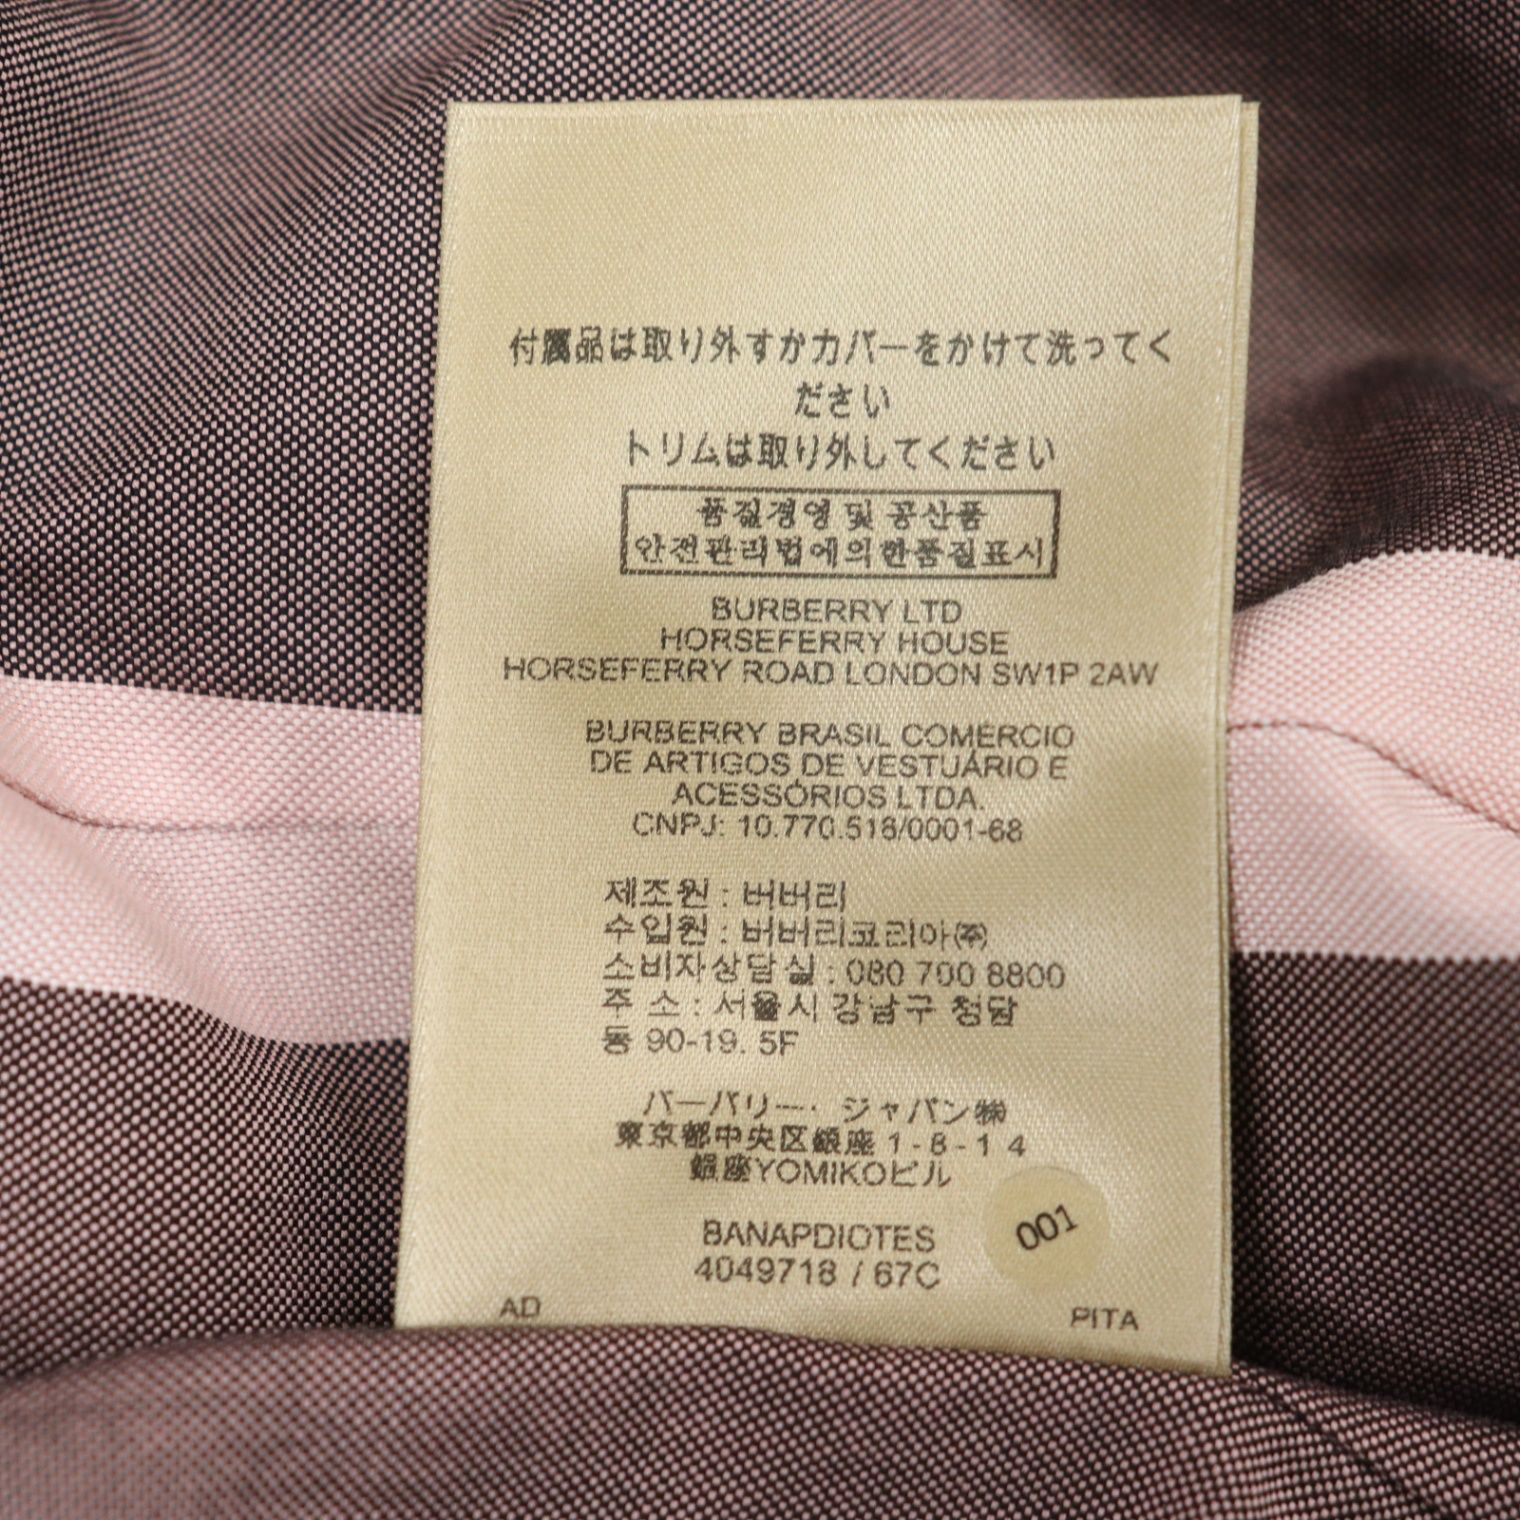 付属品は取り外すかカバーをかけて洗ってく
ださい
トリムは取り外してください
품질경영 및 공산품
안전관리법에의한품질표시
BURBERRY LTD
HORSEFERRY HOUSE
HORSEFERRY ROAD LONDON SW1P 2AW
BURBERRY BRASIL COMÉRCIO
DE ARTIGOS DE VESTUÁRIO E
ACESSÓRIOS LTDA.
CNPJ: 10.770.518/0001-68
제조원 : 버버리
수입원 : 버버리코리아㈜
소비자상담실 : 080 700 8800
주 소 : 서울시 강남구 청담
동 90-19. 5F
バーバリー・ジャパン㈱
東京都中央区銀座1-8-14
銀座YOMIKOビル
BANAPDIOTES
4049718 / 67C
001
AD
PITA